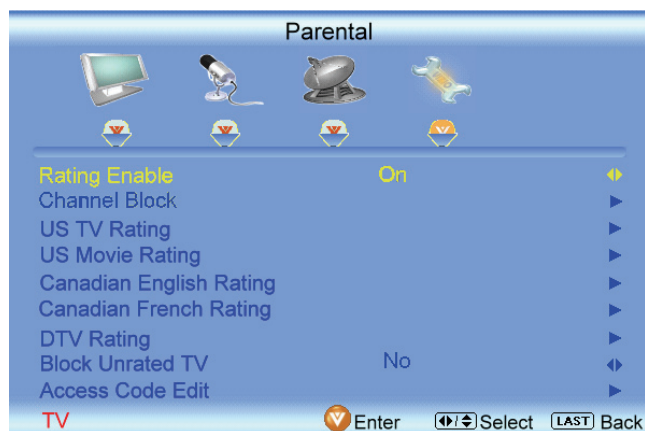 Parental
Rating Enable On
Channel Block
US TV Rating
US Movie Rating
Canadian English Rating
Canadian French Rating
DTV Rating
Block Unrated TV No
Access Code Edit
TV Enter Select LAST Back